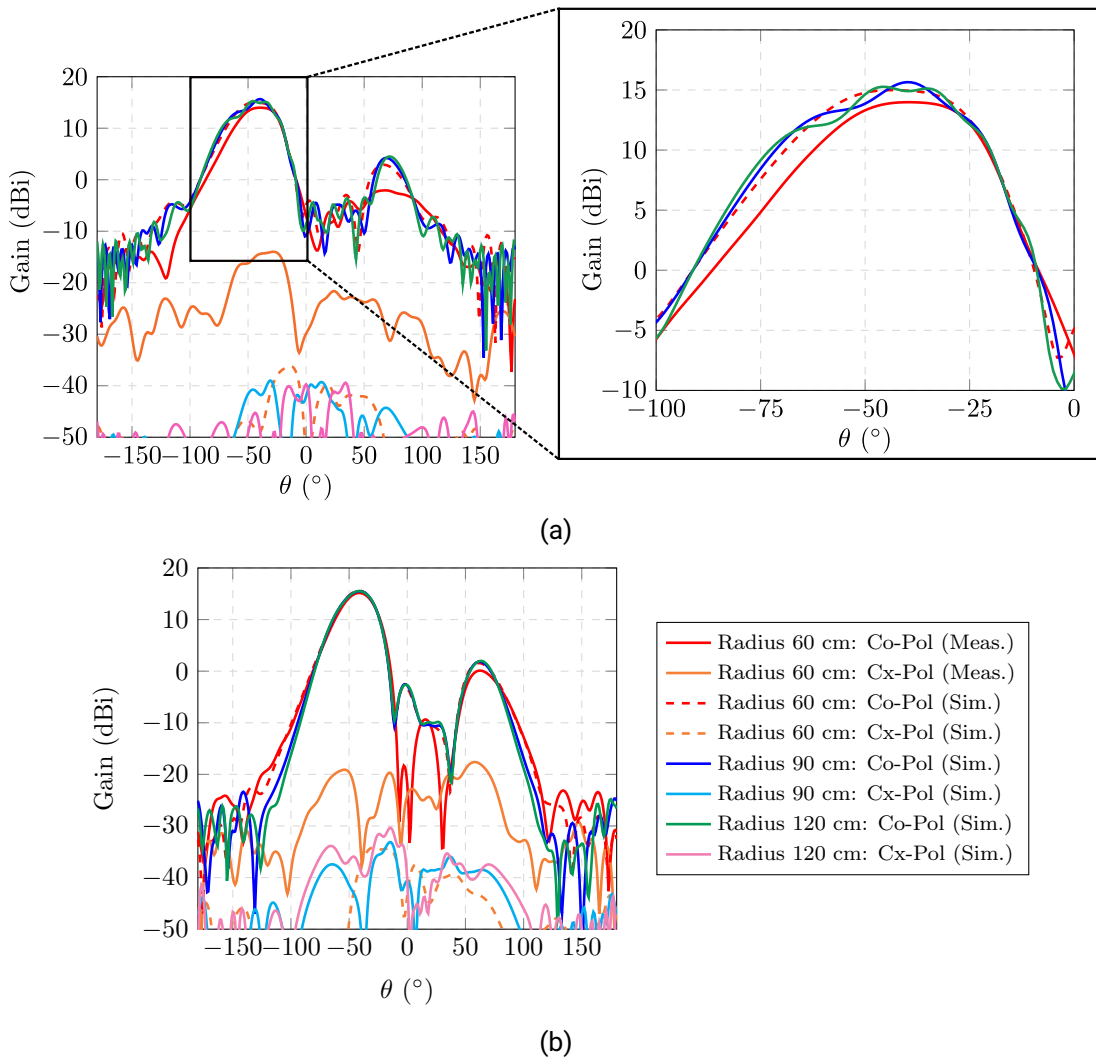 20
10
0
−10
−20
−30
−40
−50
Gain (dBi)
−150 −100 −50 0 50 100 150
θ (°)
20
15
10
5
0
−5
−10
Gain (dBi)
−100 −75 −50 −25 0
θ (°)
(a)
20
10
0
−10
−20
−30
−40
−50
Gain (dBi)
−150 −100 −50 0 50 100 150
θ (°)
Radius 60 cm: Co-Pol (Meas.)
Radius 60 cm: Cx-Pol (Meas.)
Radius 60 cm: Co-Pol (Sim.)
Radius 60 cm: Cx-Pol (Sim.)
Radius 90 cm: Co-Pol (Sim.)
Radius 90 cm: Cx-Pol (Sim.)
Radius 120 cm: Co-Pol (Sim.)
Radius 120 cm: Cx-Pol (Sim.)
(b)